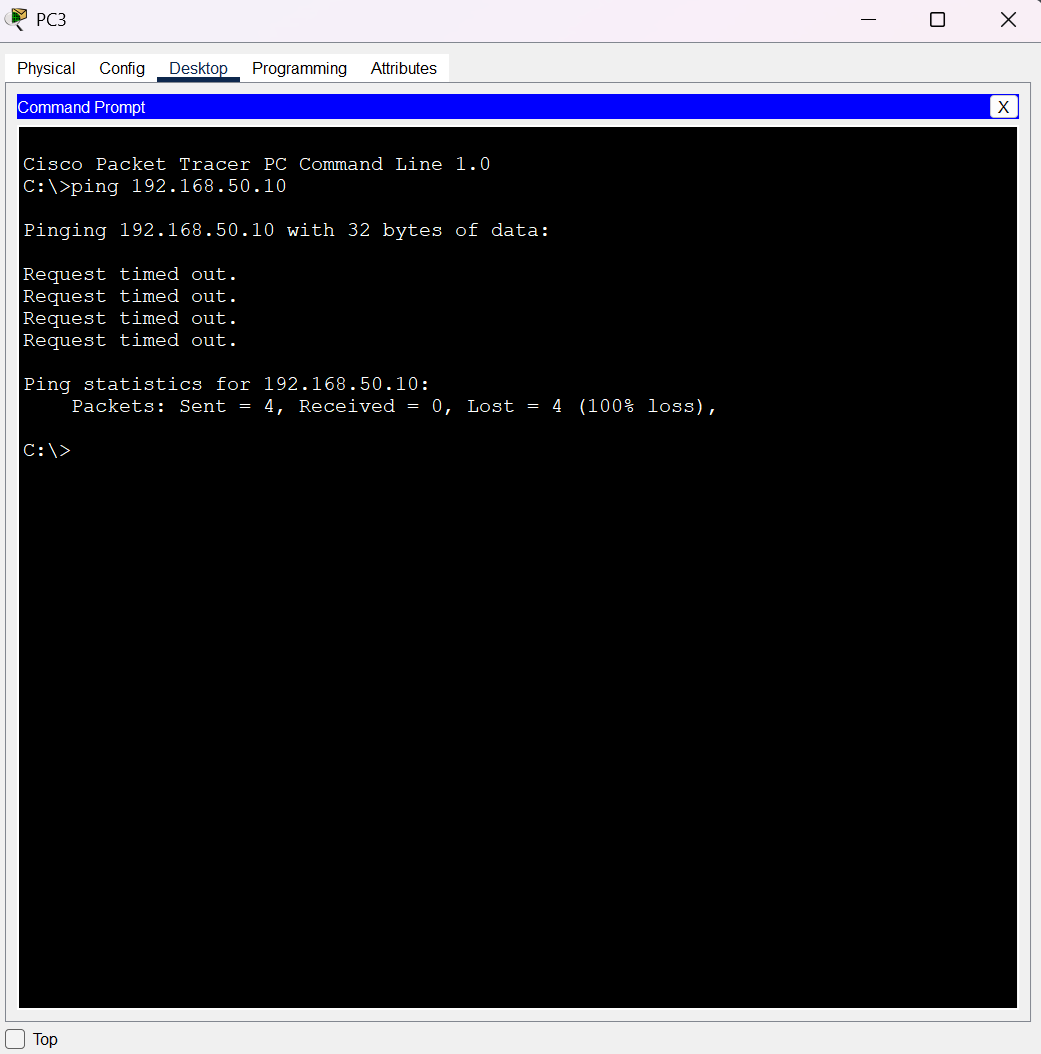 PC3
Physical Config Desktop Programming Attributes
Command Prompt X
Cisco Packet Tracer PC Command Line 1.0
C:\>ping 192.168.50.10
Pinging 192.168.50.10 with 32 bytes of data:
Request timed out.
Request timed out.
Request timed out.
Request timed out.
Ping statistics for 192.168.50.10:
    Packets: Sent = 4, Received = 0, Lost = 4 (100% loss),
C:\>
Top